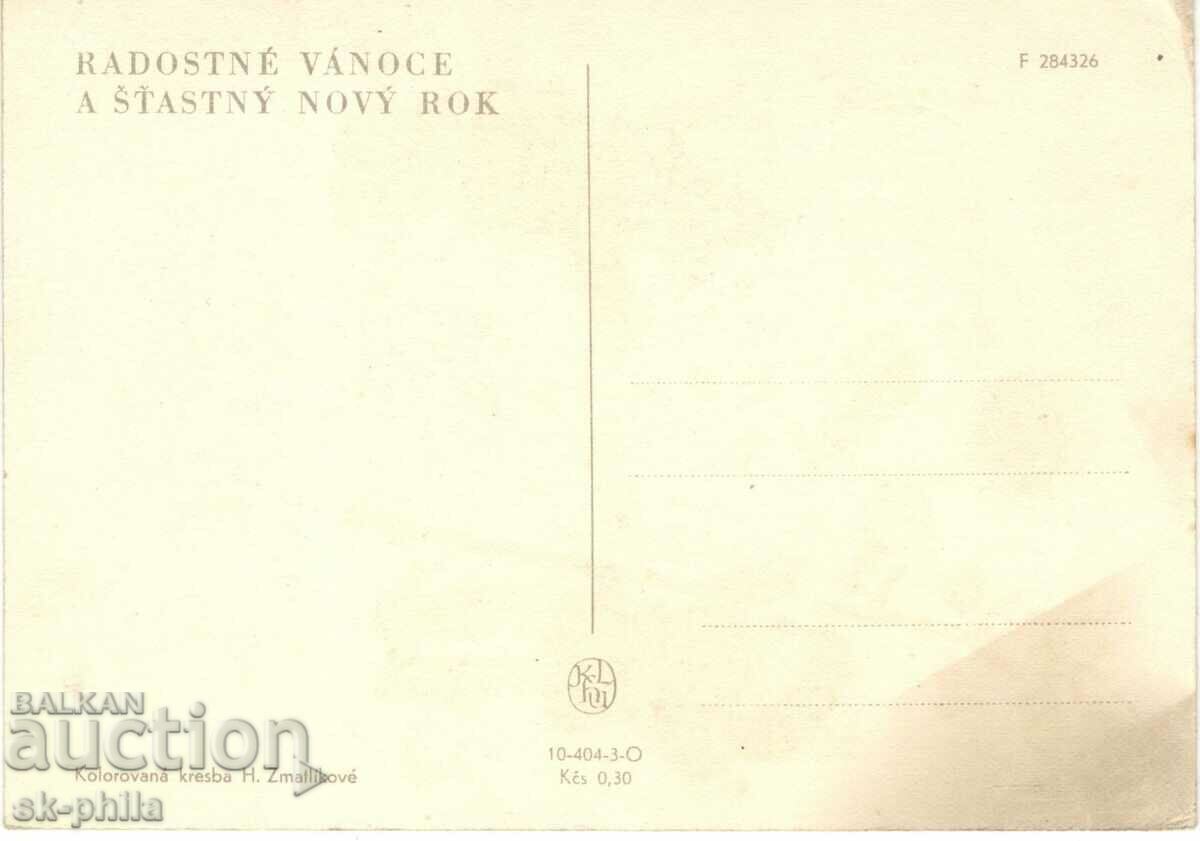 RADOSTNÉ VÁNOCE
A ŠŤASTNÝ NOVÝ ROK
F 284326
10-404-3-O
Kčs 0,30
Kolorovaná kresba H. Zmatlíkové
BALKAN
auction
sk-phila